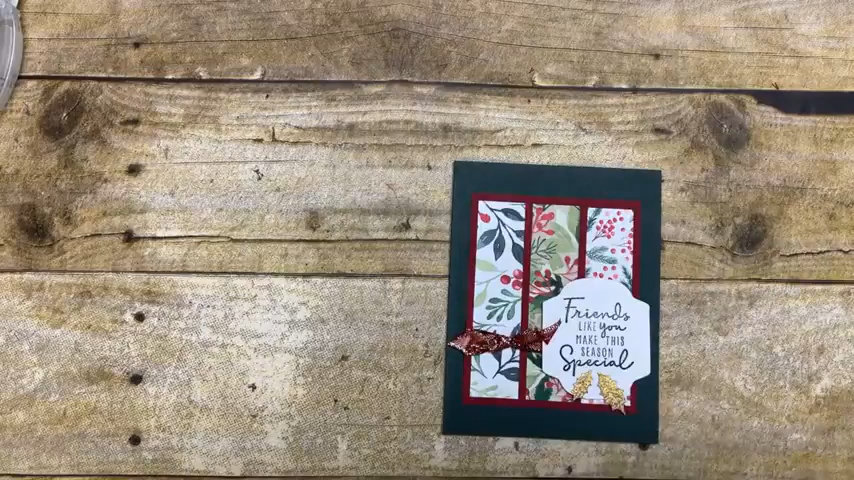 Friends
LIKE you
MAKE THIS
SEASON
Special